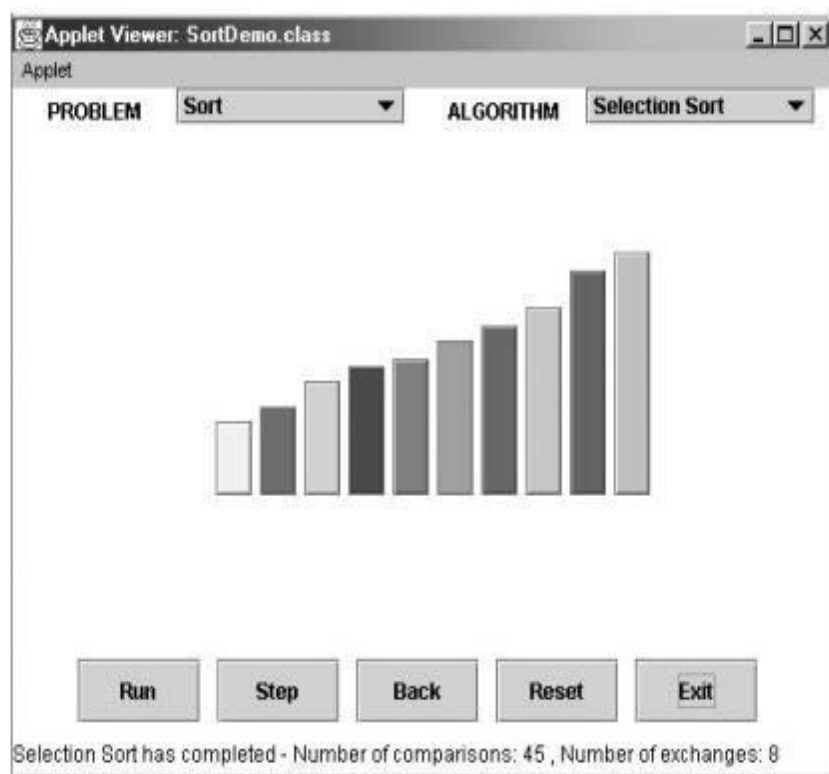 Applet Viewer: SortDemo.class
Applet
PROBLEM Sort ALGORITHM Selection Sort
Run Step Back Reset Exit
Selection Sort has completed - Number of comparisons: 45 , Number of exchanges: 8